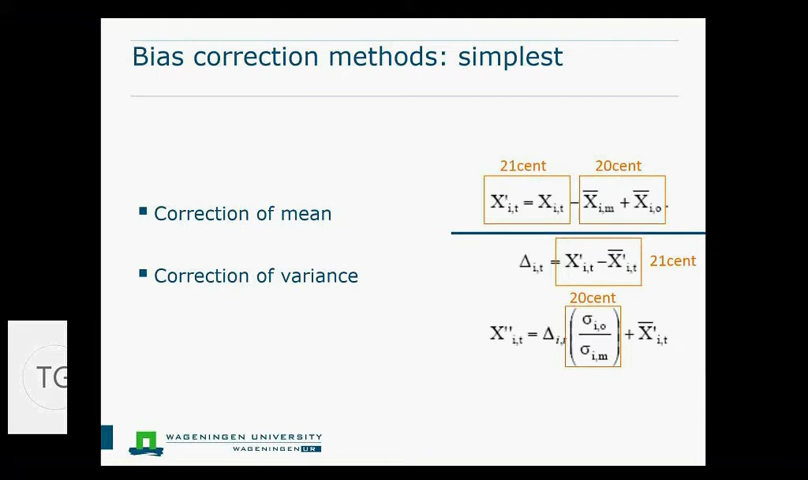 Bias correction methods: simplest
21cent 20cent
▪ Correction of mean X'i,t = Xi,t − X̅i,m + X̅i,o.
Δi,t = X'i,t − X̅'i,t 21cent
▪ Correction of variance
20cent
X''i,t = Δi,t (σi,o / σi,m) + X̅'i,t
TG
WAGENINGEN UNIVERSITY
WAGENINGEN UR